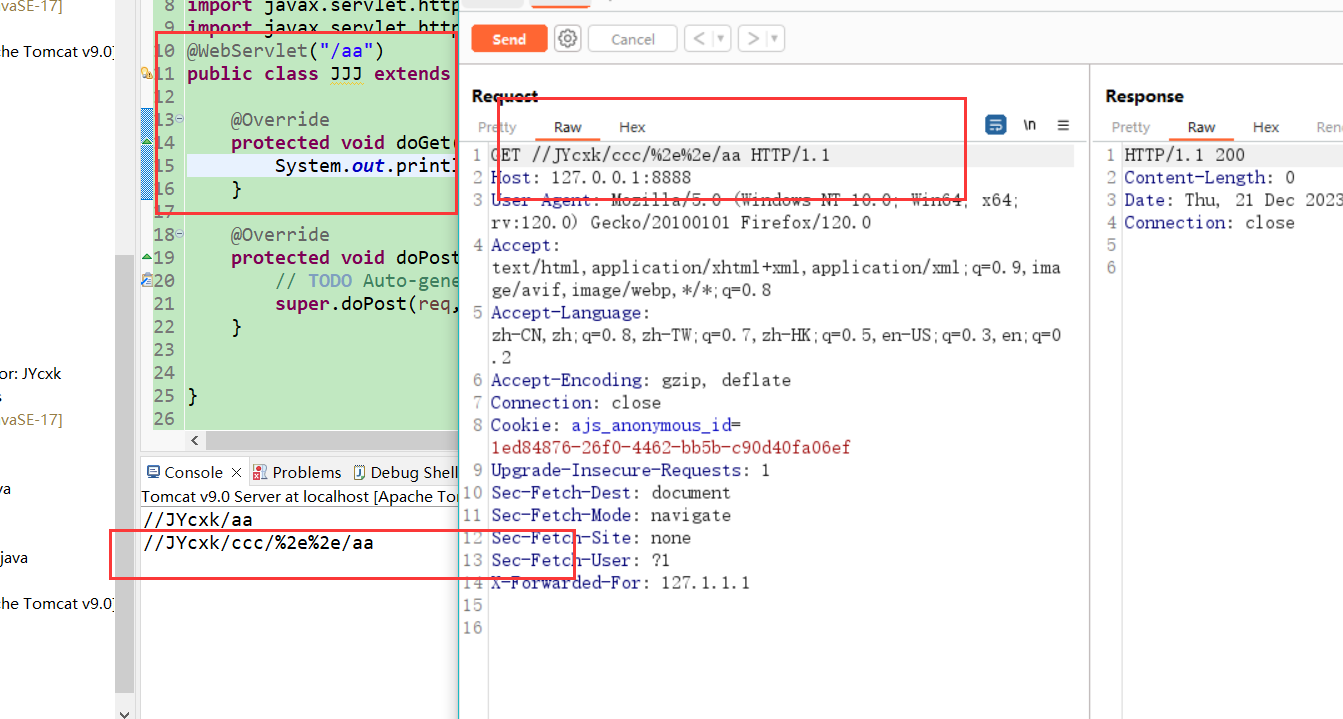 vaSE-17]
che Tomcat v9.0]
or: JYcxk
s
vaSE-17]
va
java
che Tomcat v9.0]
8 import javax.servlet.http
9 import javax.servlet.http
10 @WebServlet("/aa")
11 public class JJJ extends
12
13 @Override
14 protected void doGet(
15 System.out.printl
16 }
17
18 @Override
19 protected void doPost
20 // TODO Auto-gene
21 super.doPost(req,
22 }
23
24
25 }
26
Console
Problems
Debug Shell
Tomcat v9.0 Server at localhost [Apache Tom
//JYcxk/aa
//JYcxk/ccc/%2e%2e/aa
Send
Cancel
< >
Request
Pretty Raw Hex
\n
1 GET //JYcxk/ccc/%2e%2e/aa HTTP/1.1
2 Host: 127.0.0.1:8888
3 User-Agent: Mozilla/5.0 (Windows NT 10.0; Win64; x64;
rv:120.0) Gecko/20100101 Firefox/120.0
4 Accept:
text/html,application/xhtml+xml,application/xml;q=0.9,ima
ge/avif,image/webp,*/*;q=0.8
5 Accept-Language:
zh-CN,zh;q=0.8,zh-TW;q=0.7,zh-HK;q=0.5,en-US;q=0.3,en;q=0
.2
6 Accept-Encoding: gzip, deflate
7 Connection: close
8 Cookie: ajs_anonymous_id=
1ed84876-26f0-4462-bb5b-c90d40fa06ef
9 Upgrade-Insecure-Requests: 1
10 Sec-Fetch-Dest: document
11 Sec-Fetch-Mode: navigate
12 Sec-Fetch-Site: none
13 Sec-Fetch-User: ?1
14 X-Forwarded-For: 127.1.1.1
15
16
Response
Pretty Raw Hex Ren
1 HTTP/1.1 200
2 Content-Length: 0
3 Date: Thu, 21 Dec 2023
4 Connection: close
5
6